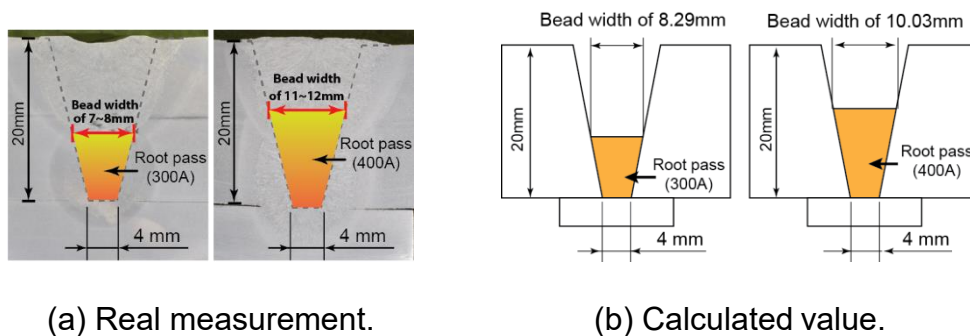 20mm
Bead width
of 7~8mm
Root pass
(300A)
4 mm
20mm
Bead width
of 11~12mm
Root pass
(400A)
4 mm
(a) Real measurement.
Bead width of 8.29mm
20mm
Root pass
(300A)
4 mm
Bead width of 10.03mm
20mm
Root pass
(400A)
4 mm
(b) Calculated value.